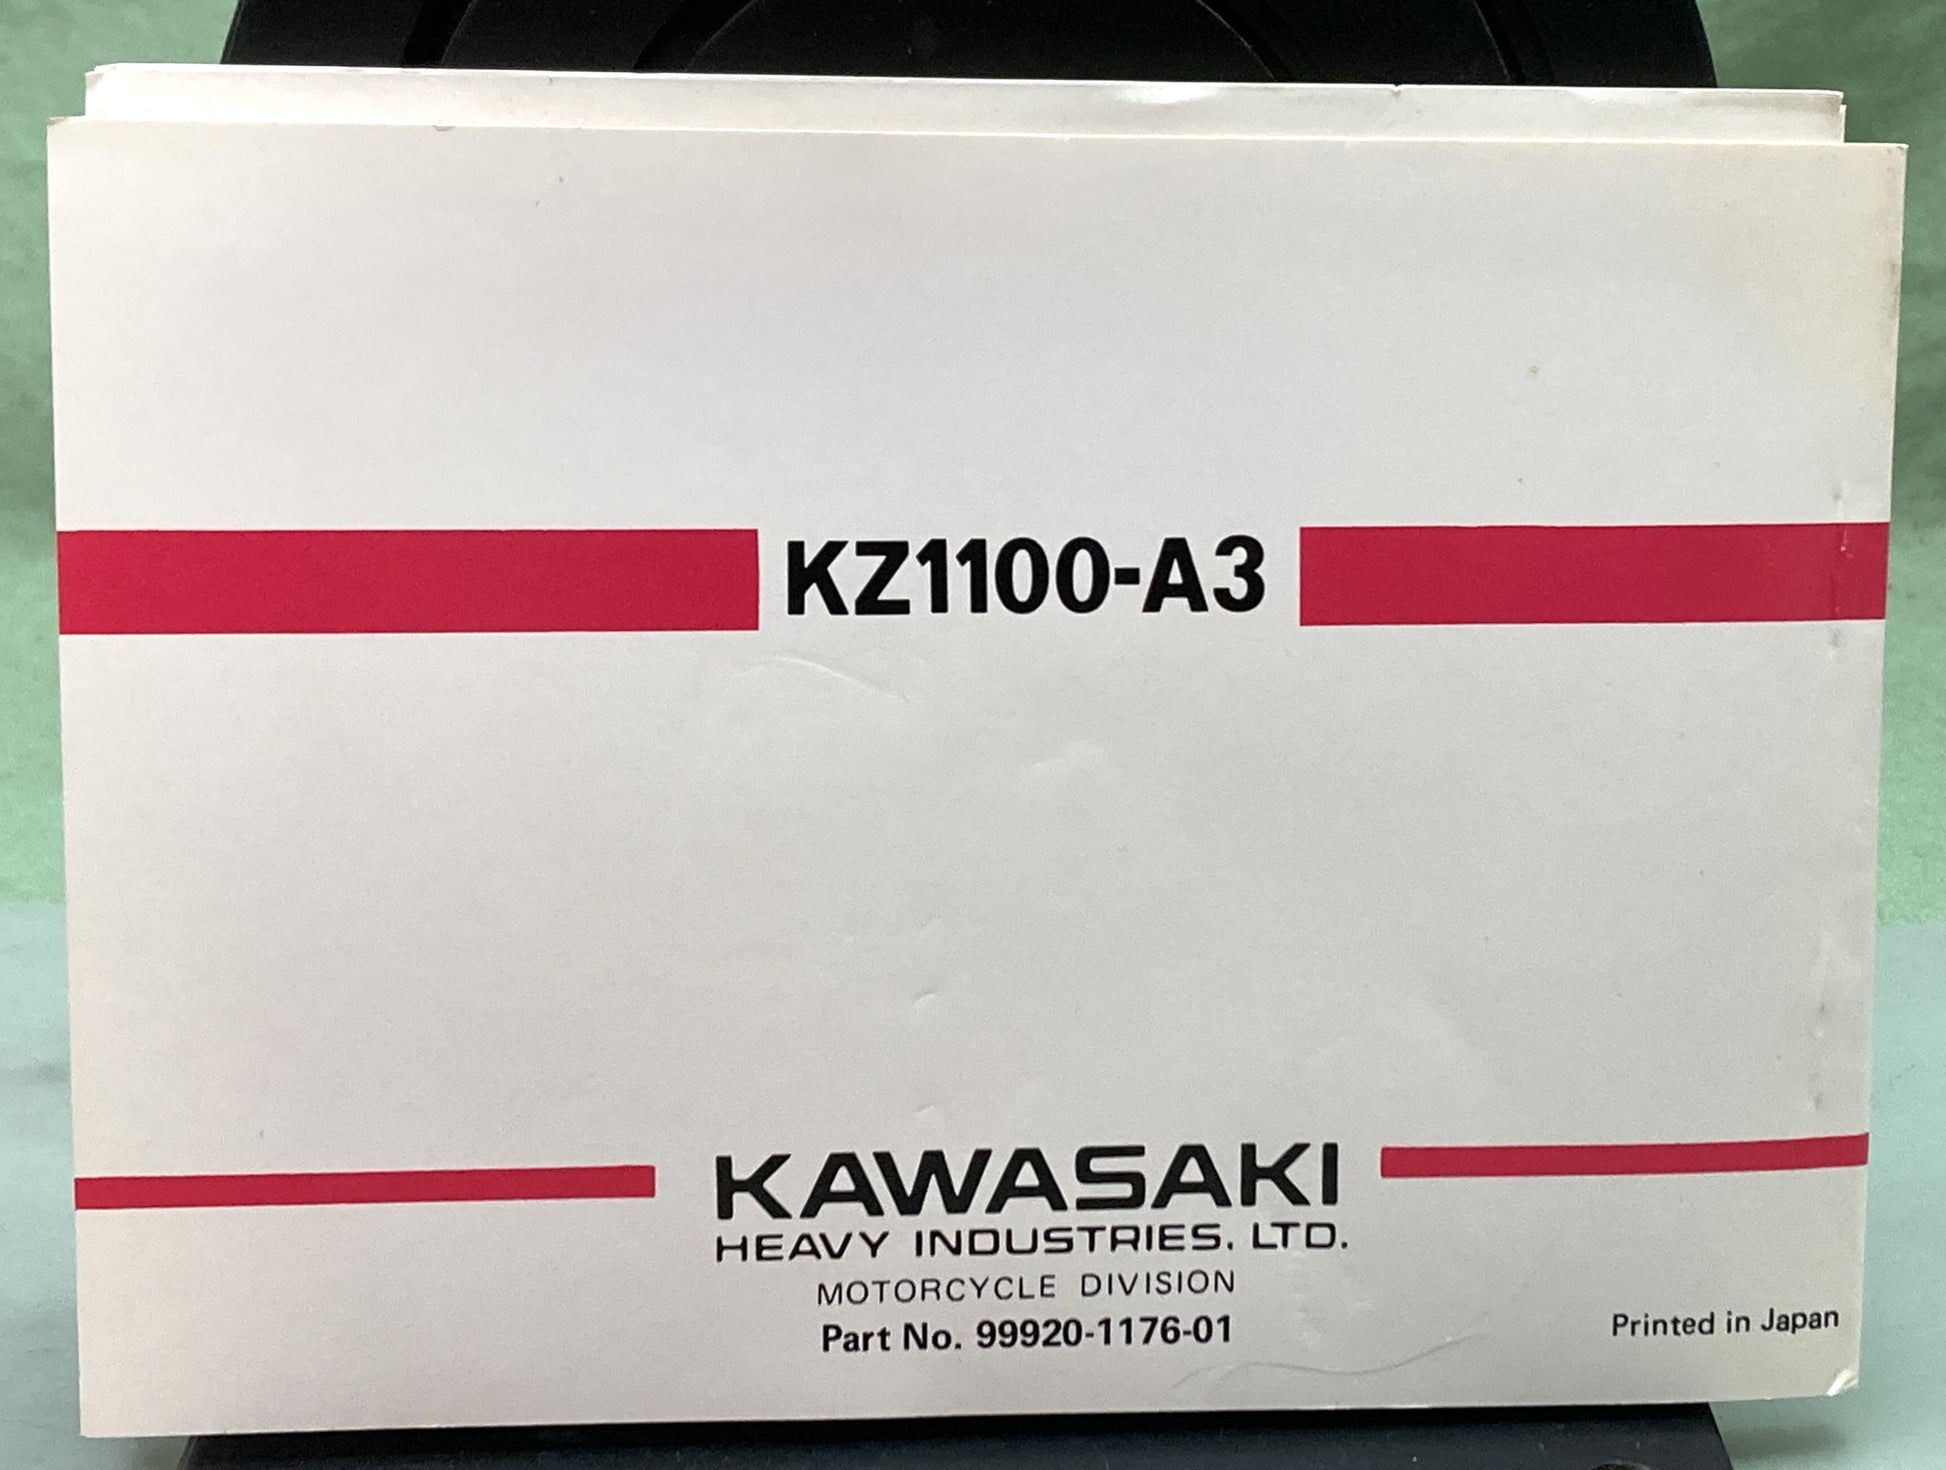 KZ1100-A3
KAWASAKI
HEAVY INDUSTRIES. LTD.
MOTORCYCLE DIVISION
Part No. 99920-1176-01
Printed in Japan